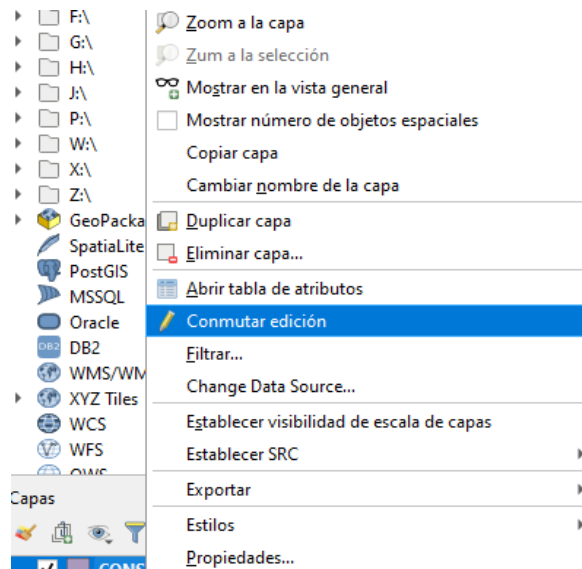 F:\
G:\
H:\
J:\
P:\
W:\
X:\
Z:\
GeoPacka
SpatiaLite
PostGIS
MSSQL
Oracle
DB2
DB2
WMS/WM
XYZ Tiles
WCS
WFS
OWS
Capas
CONS
Zoom a la capa
Zum a la selección
Mostrar en la vista general
Mostrar número de objetos espaciales
Copiar capa
Cambiar nombre de la capa
Duplicar capa
Eliminar capa...
Abrir tabla de atributos
Conmutar edición
Filtrar...
Change Data Source...
Establecer visibilidad de escala de capas
Establecer SRC
Exportar
Estilos
Propiedades...